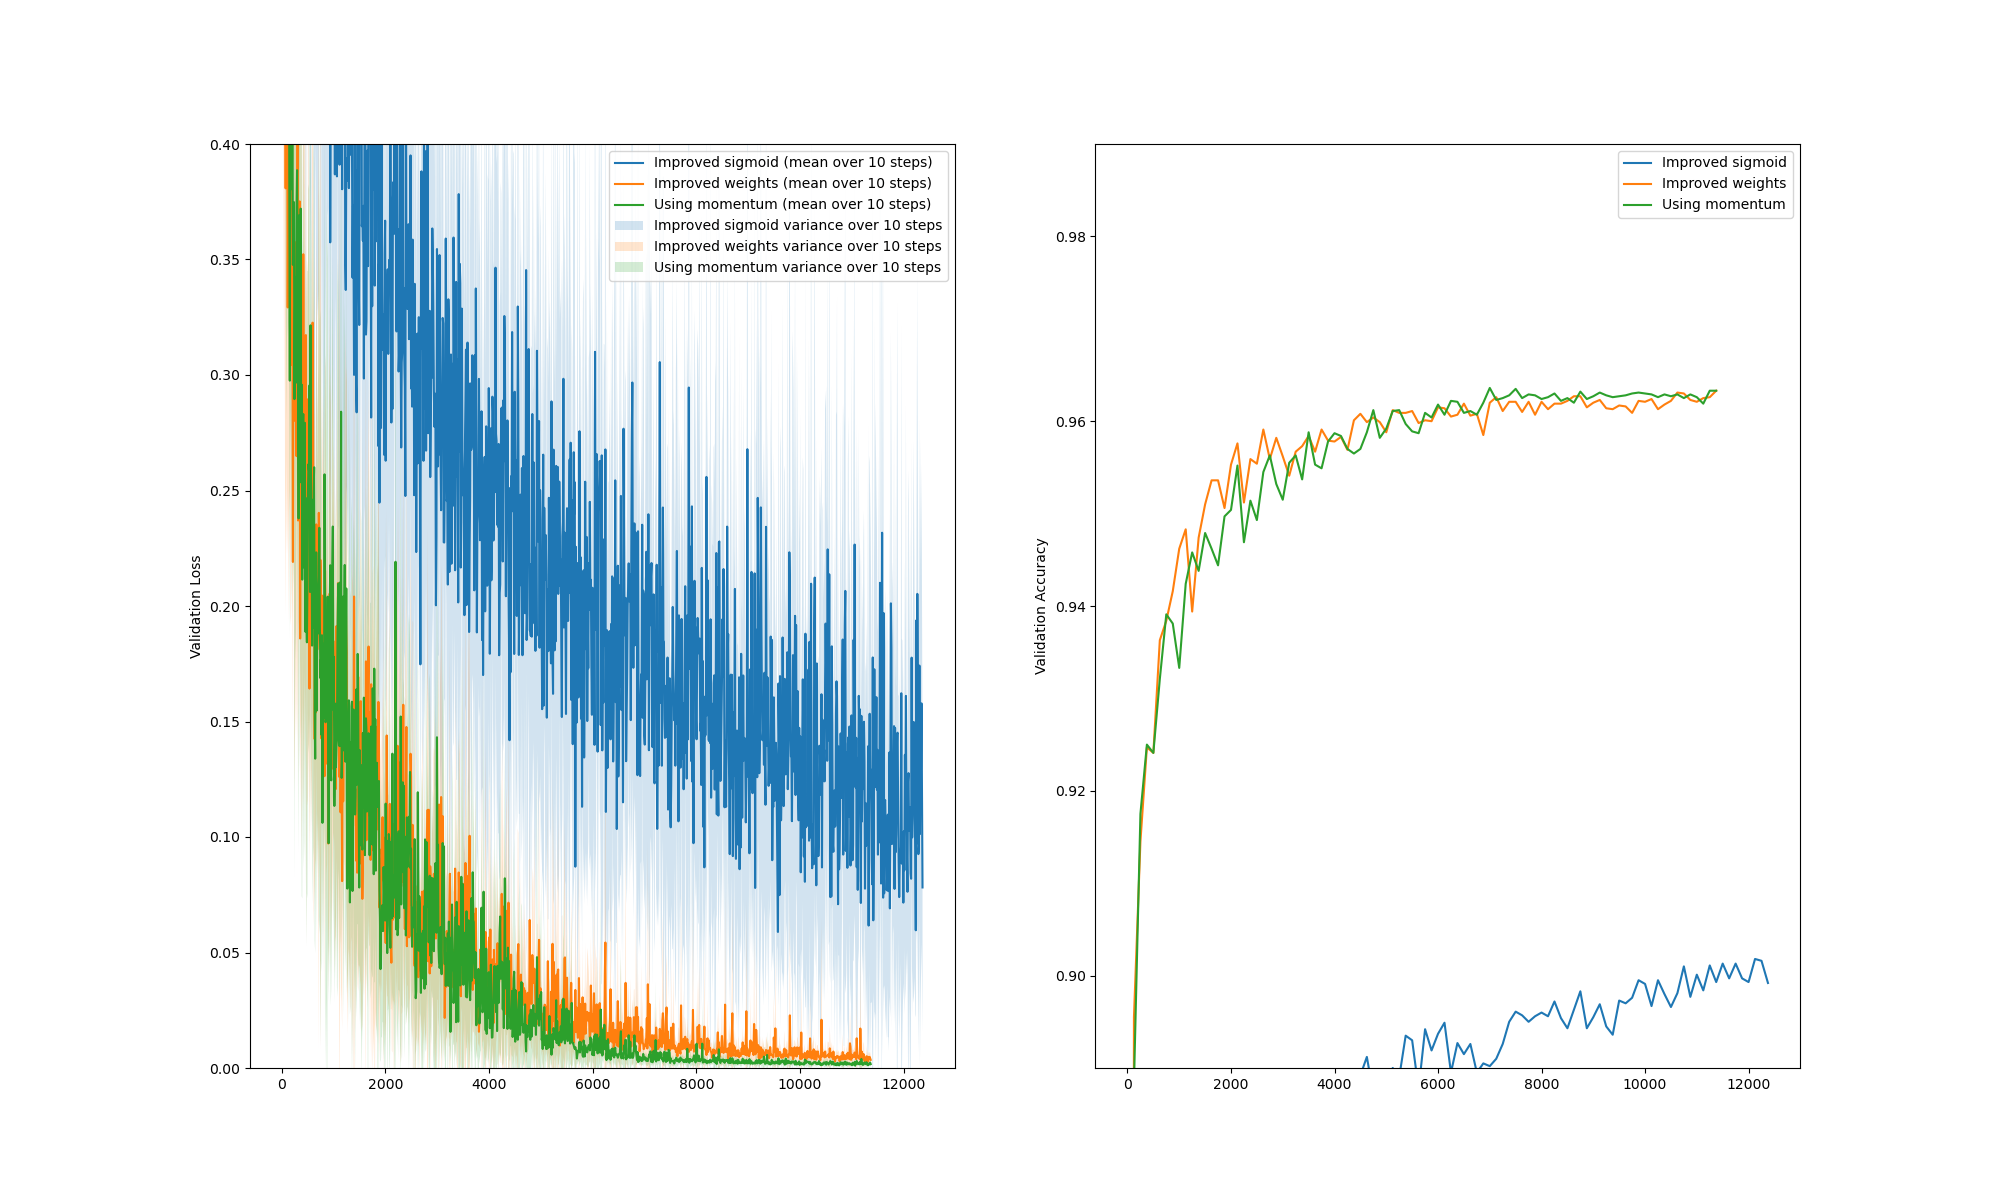 Validation Loss
0.40
0.35
0.30
0.25
0.20
0.15
0.10
0.05
0.00
0
2000
4000
6000
8000
10000
12000
Improved sigmoid (mean over 10 steps)
Improved weights (mean over 10 steps)
Using momentum (mean over 10 steps)
Improved sigmoid variance over 10 steps
Improved weights variance over 10 steps
Using momentum variance over 10 steps
Validation Accuracy
0.98
0.96
0.94
0.92
0.90
0
2000
4000
6000
8000
10000
12000
Improved sigmoid
Improved weights
Using momentum